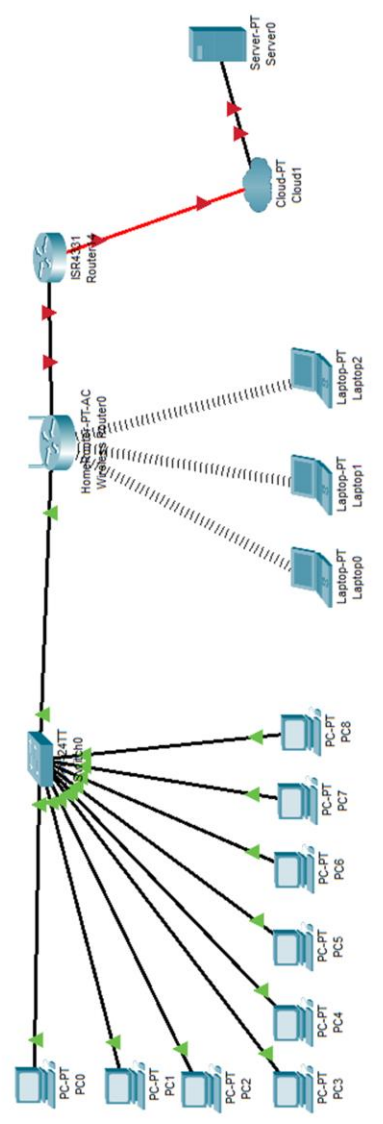 PC-PT
PC0
PC-PT
PC1
PC-PT
PC2
PC-PT
PC3
PC-PT
PC4
PC-PT
PC5
PC-PT
PC6
PC-PT
PC7
PC-PT
PC8
24TT
Switch0
HomeRouter-PT-AC
Wireless Router0
Laptop-PT
Laptop0
Laptop-PT
Laptop1
Laptop-PT
Laptop2
ISR4331
Cloud-PT
Cloud1
Server-PT
Server0